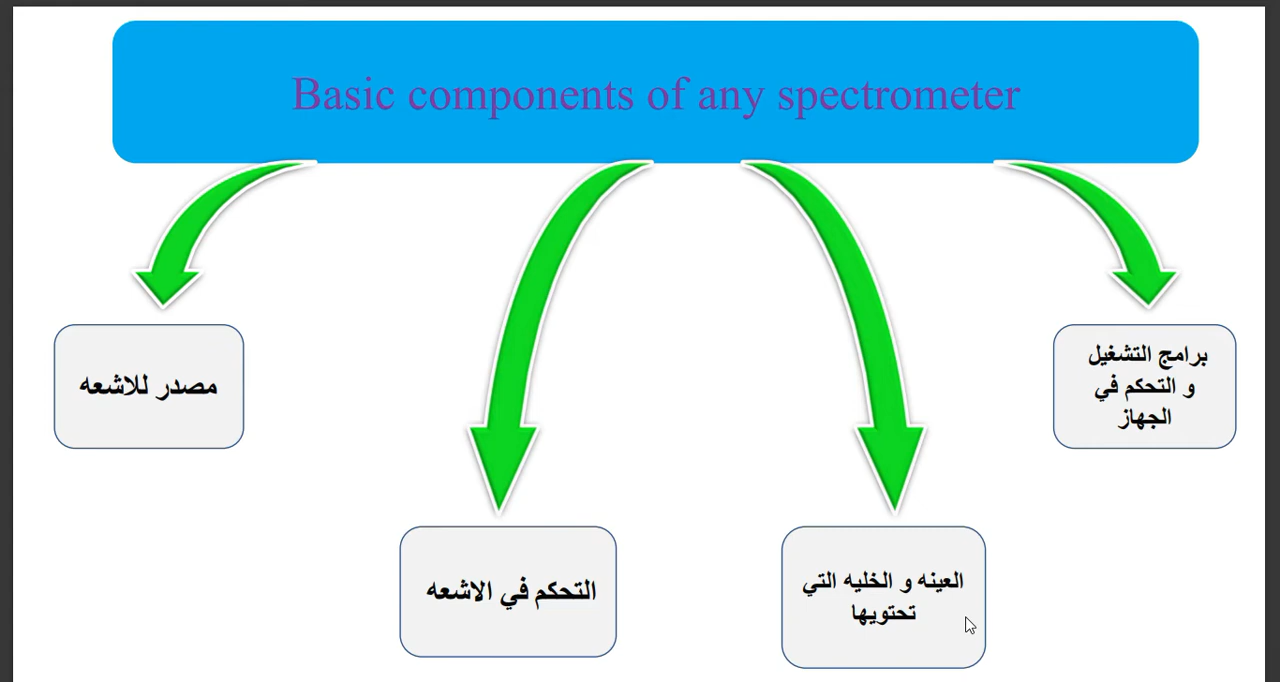 Basic components of any spectrometer
مصدر للاشعه
التحكم في الاشعه
العينه و الخليه التي
تحتويها
برامج التشغيل
و التحكم في
الجهاز